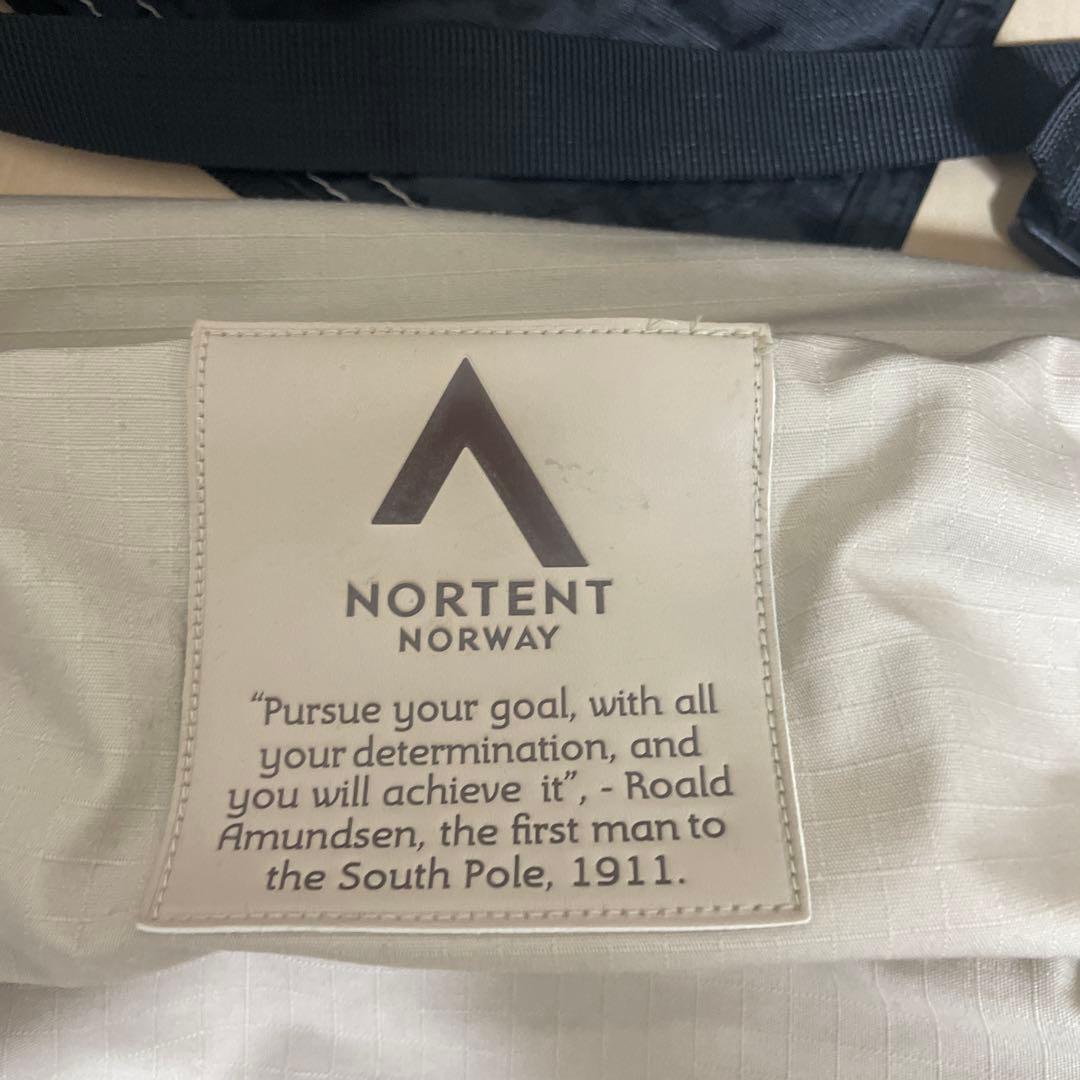 NORTENT
NORWAY
“Pursue your goal, with all
your determination, and
you will achieve it”, - Roald
Amundsen, the first man to
the South Pole, 1911.